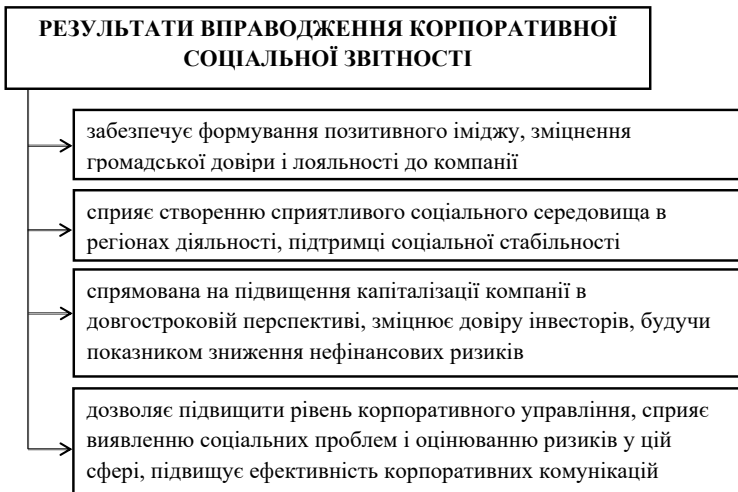 РЕЗУЛЬТАТИ ВПРАВОДЖЕННЯ КОРПОРАТИВНОЇ
СОЦІАЛЬНОЇ ЗВІТНОСТІ
забезпечує формування позитивного іміджу, зміцнення
громадської довіри і лояльності до компанії
сприяє створенню сприятливого соціального середовища в
регіонах діяльності, підтримці соціальної стабільності
спрямована на підвищення капіталізації компанії в
довгостроковій перспективі, зміцнює довіру інвесторів, будучи
показником зниження нефінансових ризиків
дозволяє підвищити рівень корпоративного управління, сприяє
виявленню соціальних проблем і оцінюванню ризиків у цій
сфері, підвищує ефективність корпоративних комунікацій